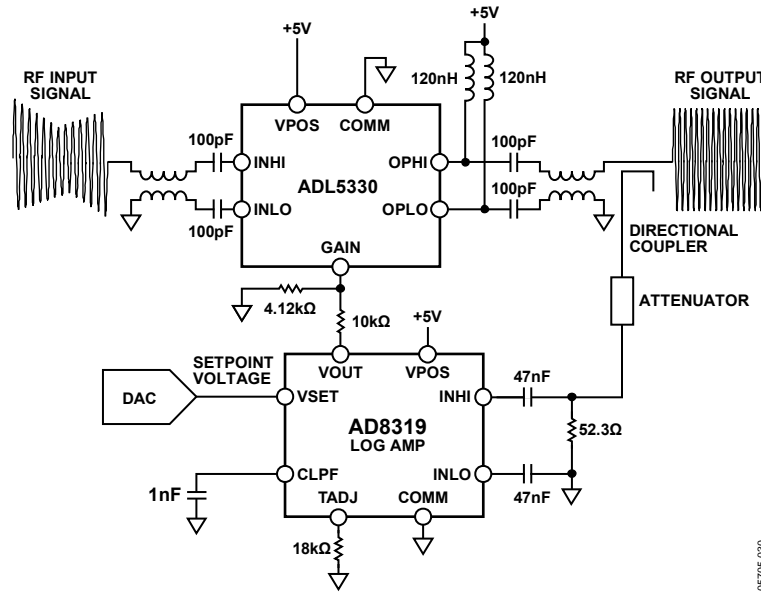 +5V
+5V
RF INPUT
SIGNAL
120nH
120nH
RF OUTPUT
SIGNAL
VPOS
COMM
100pF
100pF
INHI
OPHI
ADL5330
INLO
OPLO
100pF
100pF
GAIN
DIRECTIONAL
COUPLER
4.12kΩ
10kΩ
+5V
ATTENUATOR
SETPOINT
VOLTAGE
VOUT
VPOS
47nF
DAC
VSET
INHI
AD8319
LOG AMP
52.3Ω
CLPF
INLO
1nF
TADJ
COMM
47nF
18kΩ